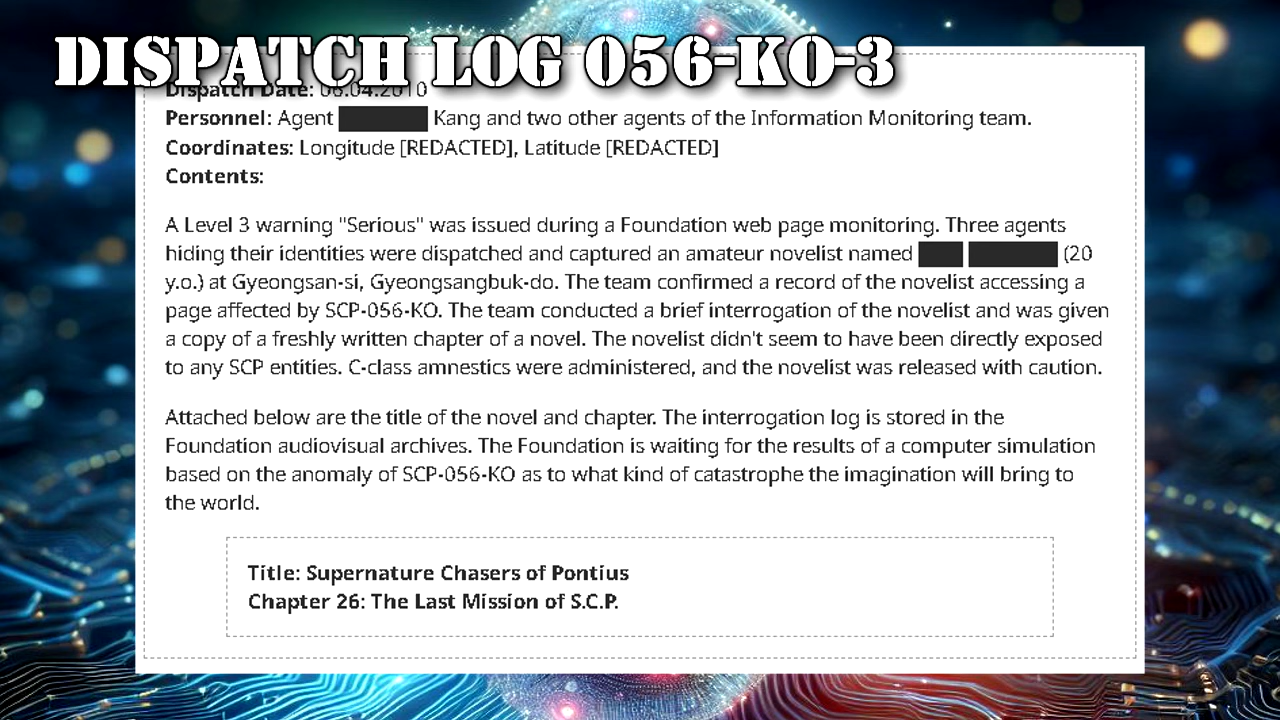 DISPATCH LOG 056-KO-3
Dispatch Date: 06.04.2010
Personnel: Agent Kang and two other agents of the Information Monitoring team.
Coordinates: Longitude [REDACTED], Latitude [REDACTED]
Contents:
A Level 3 warning "Serious" was issued during a Foundation web page monitoring. Three agents
hiding their identities were dispatched and captured an amateur novelist named (20
y.o.) at Gyeongsan-si, Gyeongsangbuk-do. The team confirmed a record of the novelist accessing a
page affected by SCP-056-KO. The team conducted a brief interrogation of the novelist and was given
a copy of a freshly written chapter of a novel. The novelist didn't seem to have been directly exposed
to any SCP entities. C-class amnestics were administered, and the novelist was released with caution.
Attached below are the title of the novel and chapter. The interrogation log is stored in the
Foundation audiovisual archives. The Foundation is waiting for the results of a computer simulation
based on the anomaly of SCP-056-KO as to what kind of catastrophe the imagination will bring to
the world.
Title: Supernature Chasers of Pontius
Chapter 26: The Last Mission of S.C.P.